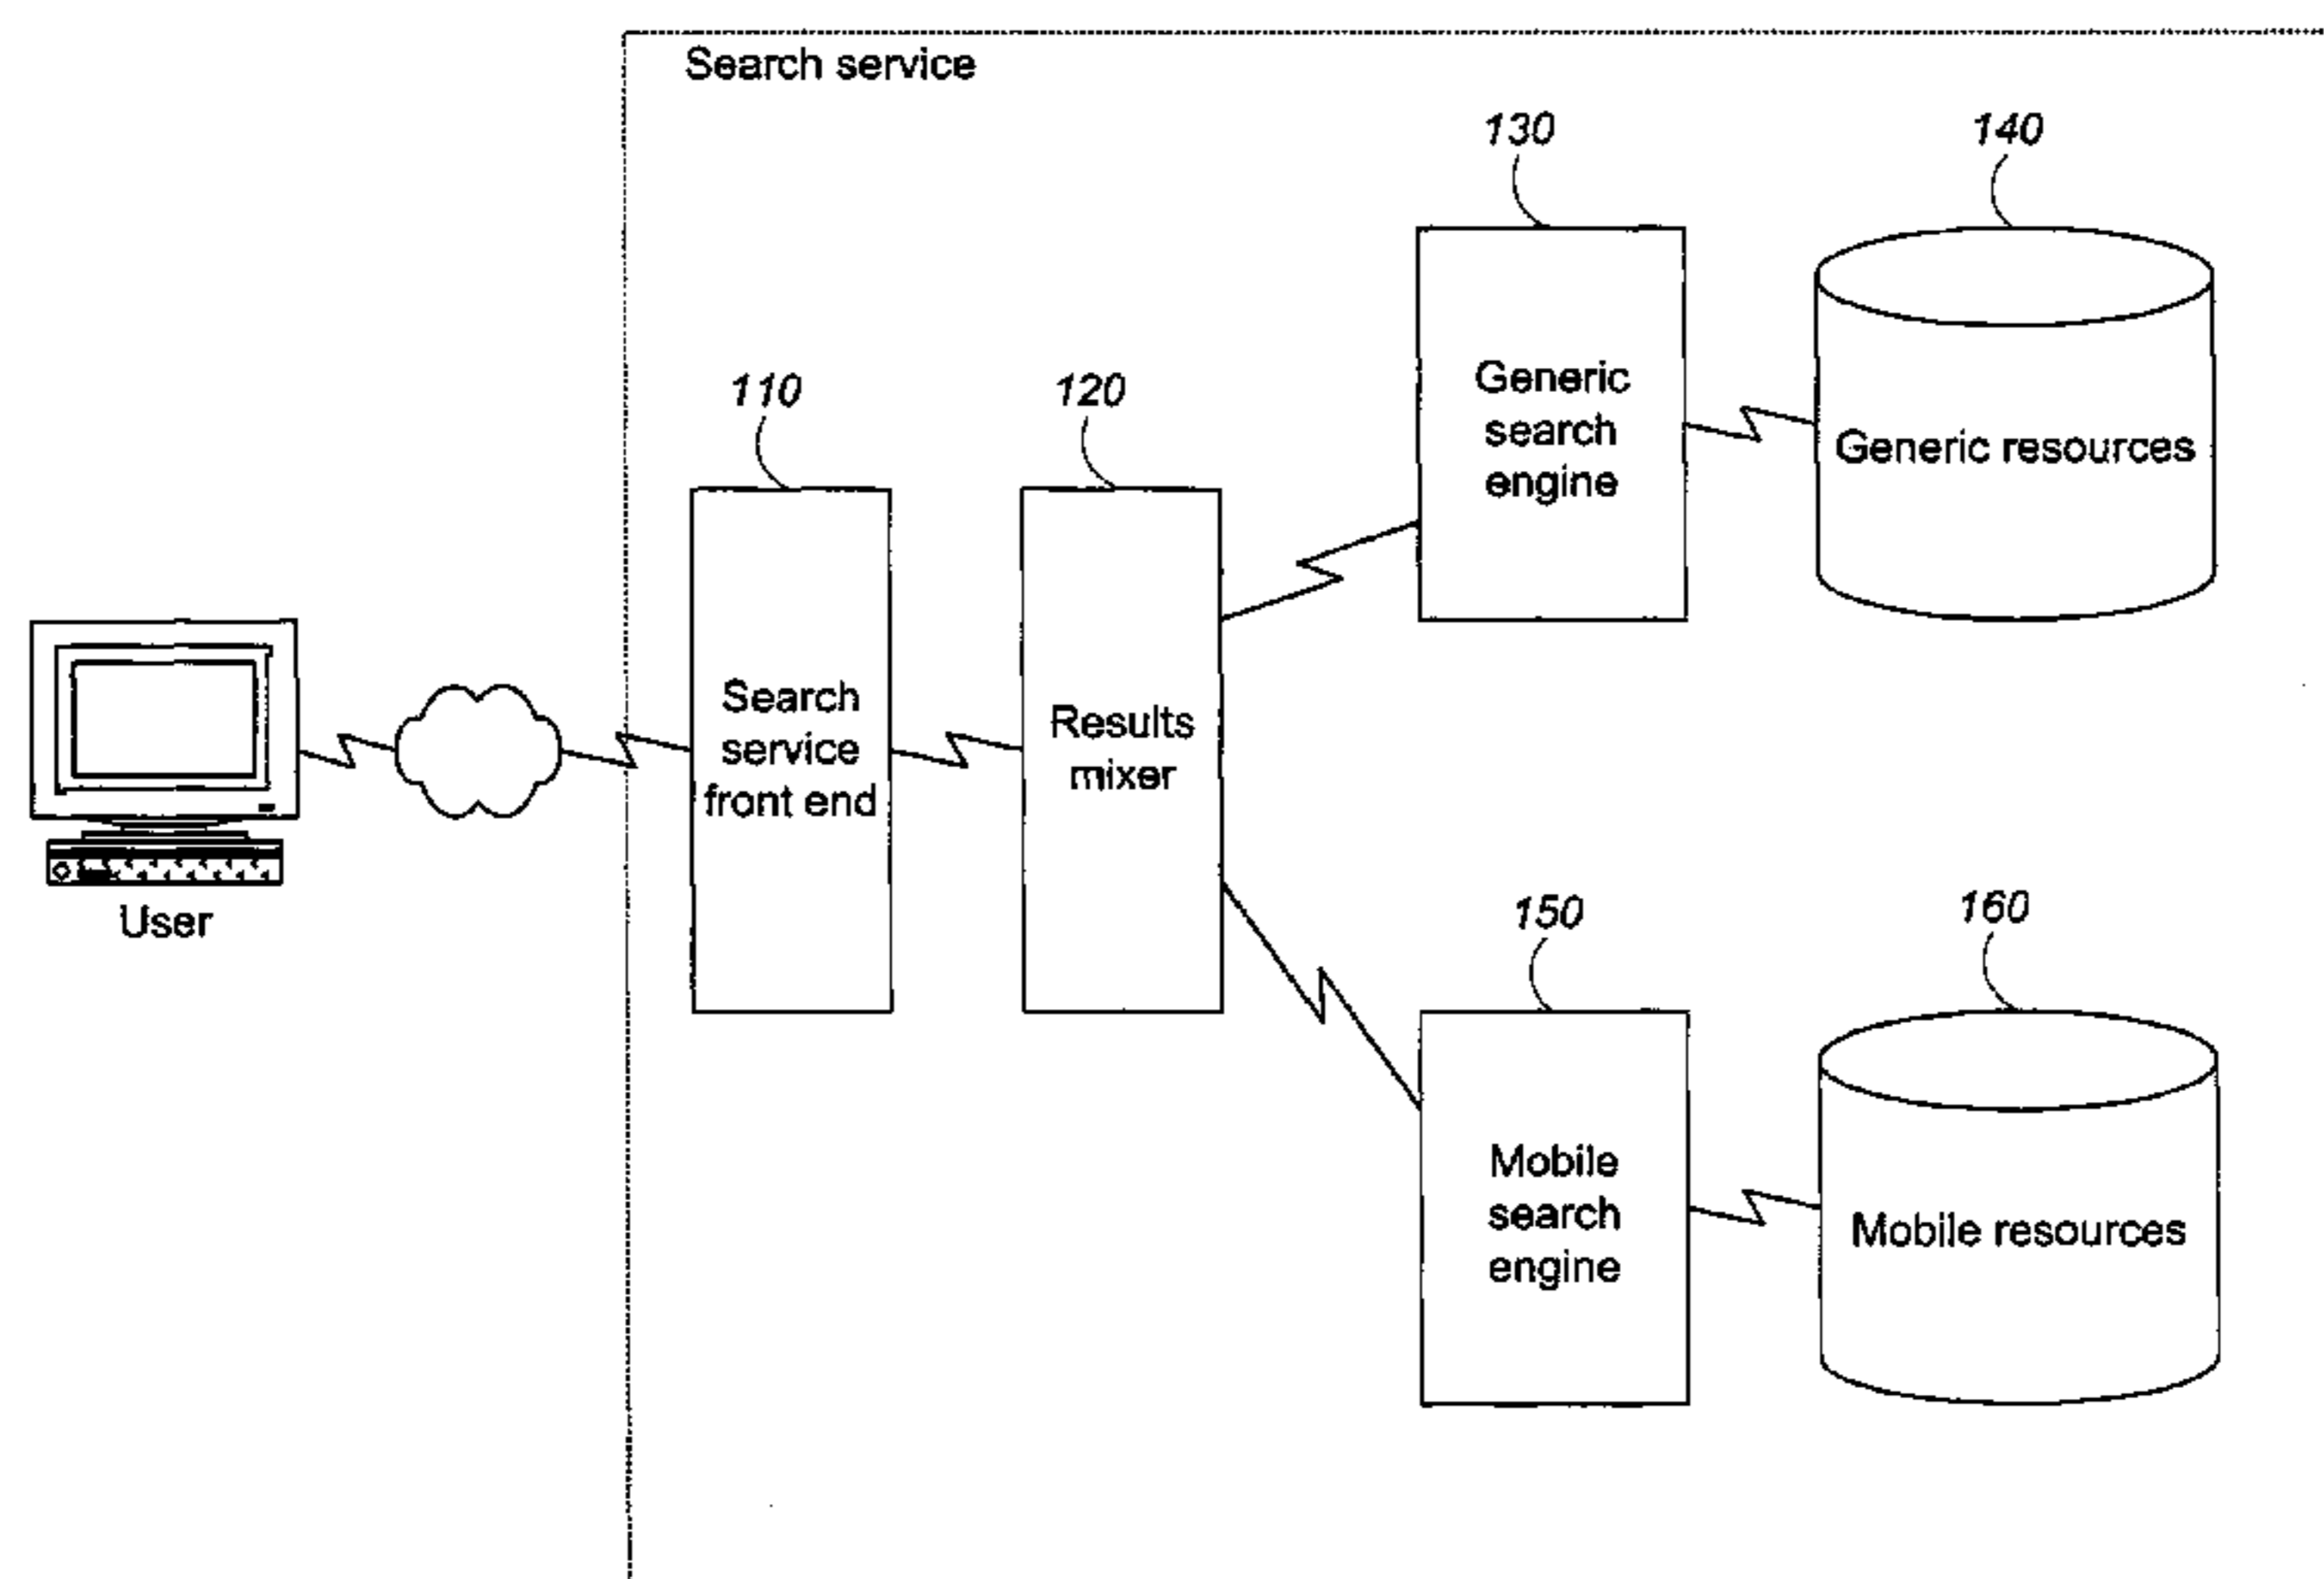 Search service
130
140
Generic
search
engine
Generic resources
110
120
Search
service
front end
Results
mixer
User
150
160
Mobile
search
engine
Mobile resources